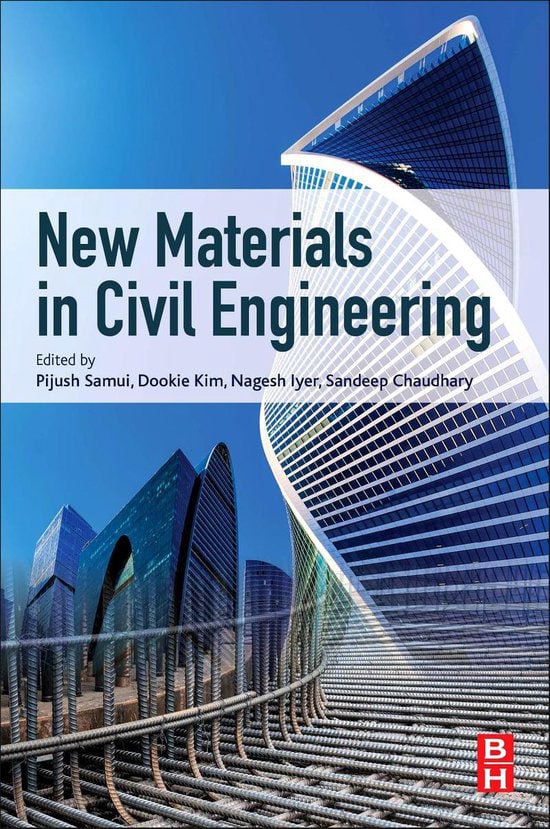 New Materials
in Civil Engineering
Edited by
Pijush Samui, Dookie Kim, Nagesh Iyer, Sandeep Chaudhary
B
H